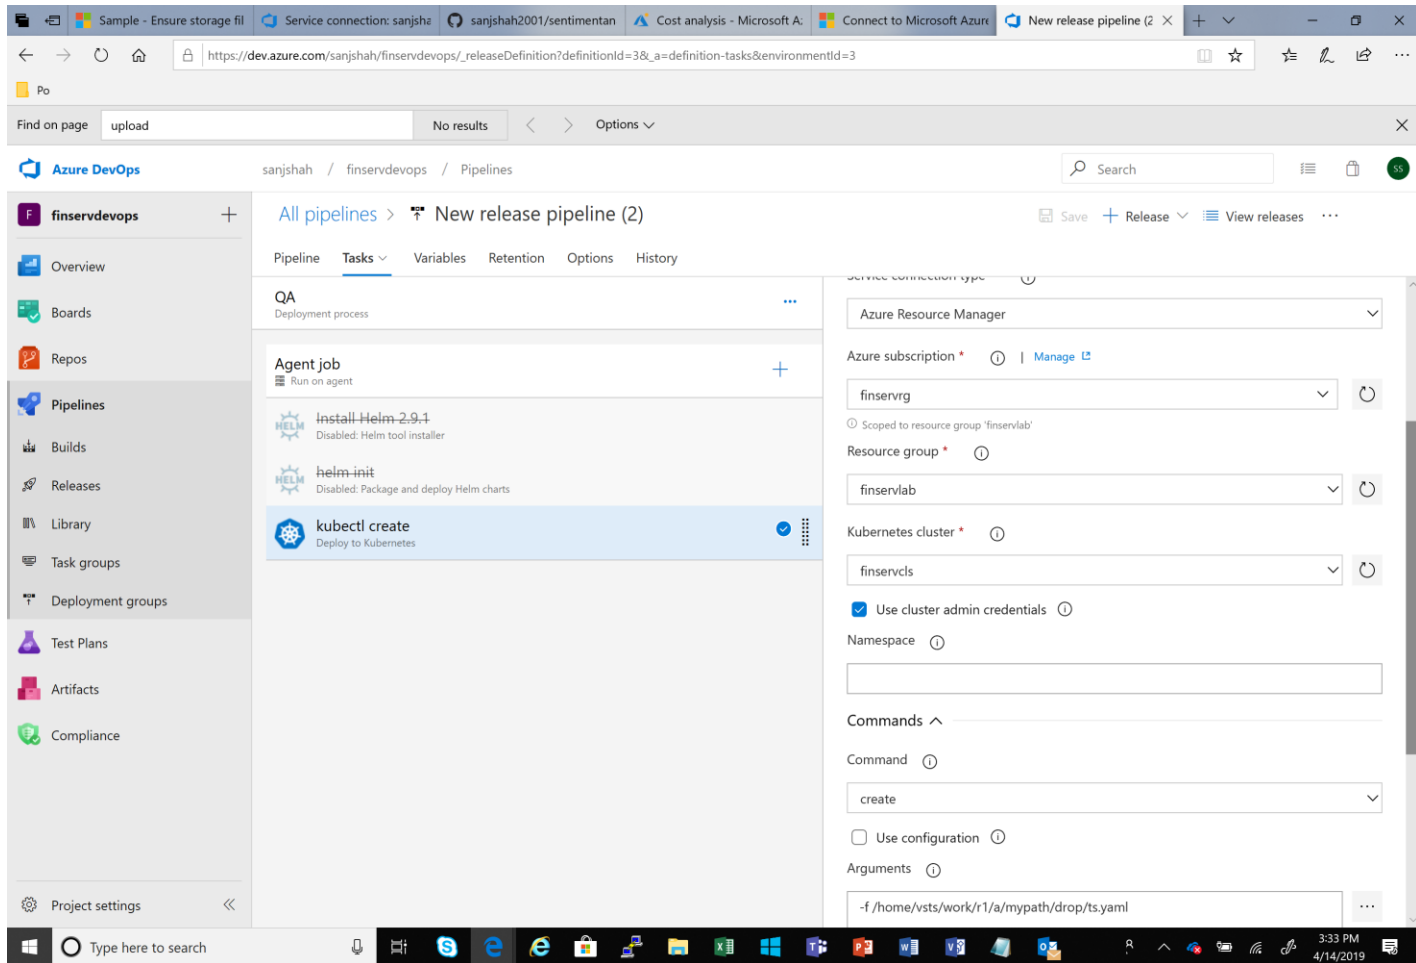 Sample - Ensure storage fil
Service connection: sanjsha
sanjshah2001/sentimentan
Cost analysis - Microsoft A:
Connect to Microsoft Azure
New release pipeline (2
https://dev.azure.com/sanjshah/finservdevops/_releaseDefinition?definitionId=3&_a=definition-tasks&environmentId=3
Po
Find on page upload No results Options
Azure DevOps
sanjshah / finservdevops / Pipelines
Search
SS
F finservdevops
All pipelines > New release pipeline (2)
Save Release View releases
Pipeline Tasks Variables Retention Options History
Overview
Boards
Repos
Pipelines
Builds
Releases
Library
Task groups
Deployment groups
Test Plans
Artifacts
Compliance
Project settings
QA
Deployment process
Agent job
Run on agent
HELM
Install Helm 2.9.1
Disabled: Helm tool installer
HELM
helm init
Disabled: Package and deploy Helm charts
kubectl create
Deploy to Kubernetes
Service connection type
Azure Resource Manager
Azure subscription * | Manage
finservrg
Scoped to resource group 'finservlab'
Resource group *
finservlab
Kubernetes cluster *
finservcls
Use cluster admin credentials
Namespace
Commands
Command
create
Use configuration
Arguments
-f /home/vsts/work/r1/a/mypath/drop/ts.yaml
Type here to search
3:33 PM
4/14/2019